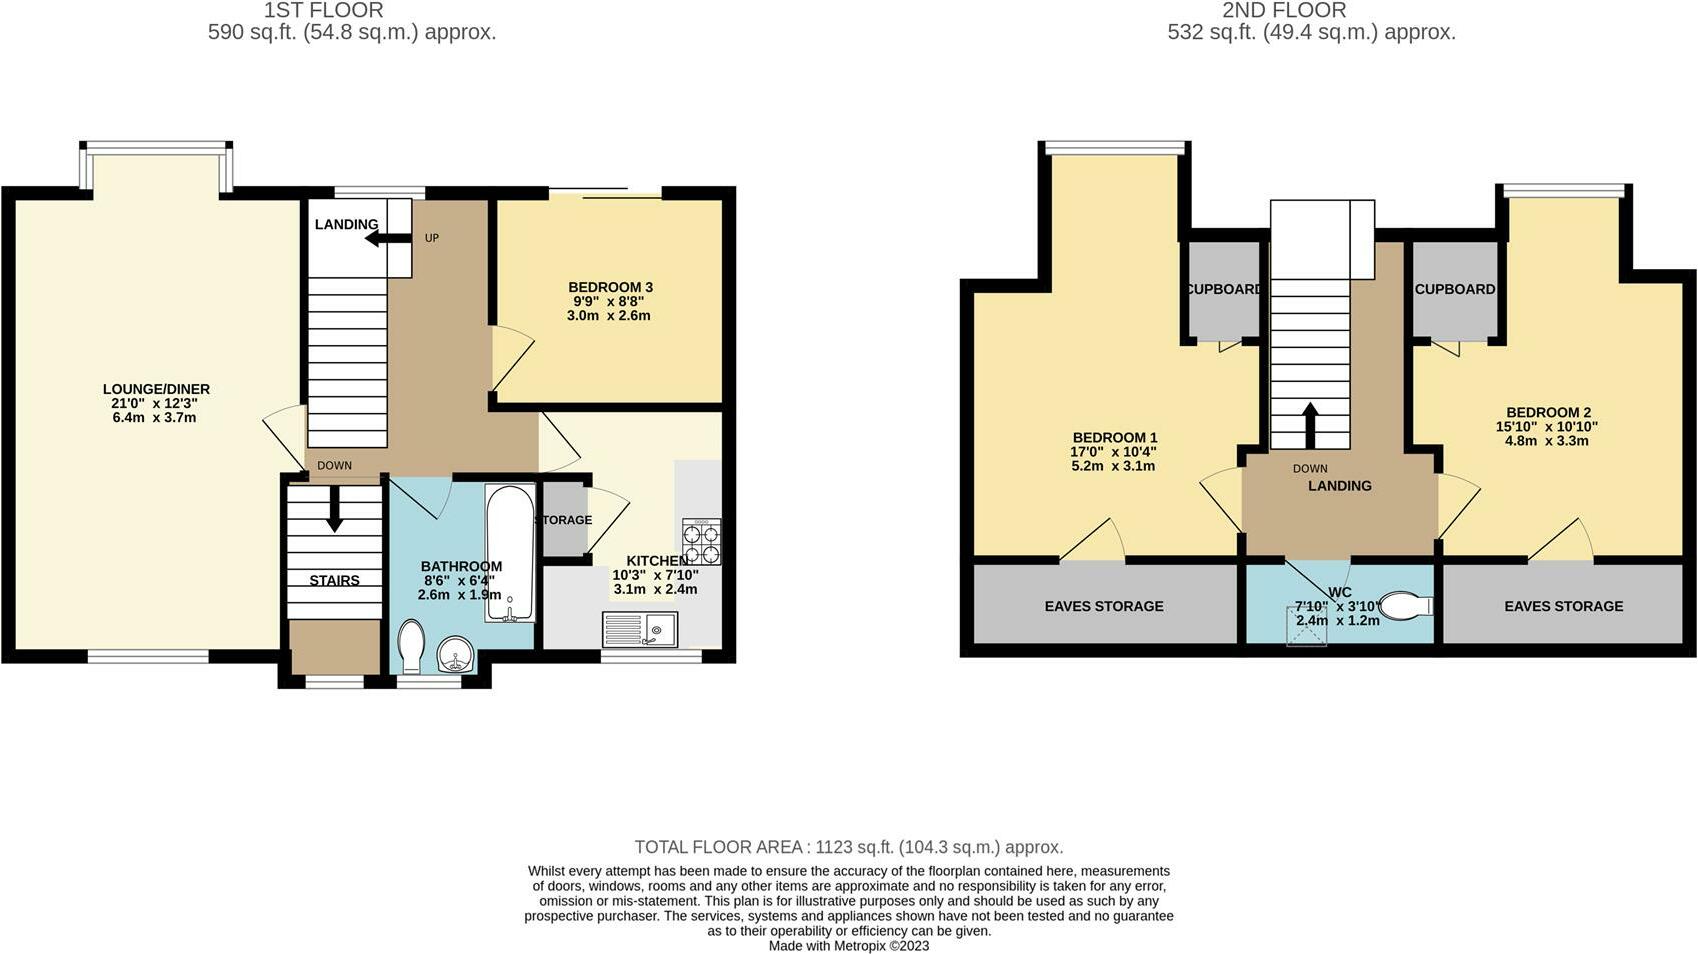 1ST FLOOR
590 sq.ft. (54.8 sq.m.) approx.
2ND FLOOR
532 sq.ft. (49.4 sq.m.) approx.
LANDING
UP
BEDROOM 3
9'9" x 8'8"
3.0m x 2.6m
LOUNGE/DINER
21'0" x 12'3"
6.4m x 3.7m
DOWN
STAIRS
BATHROOM
8'6" x 6'4"
2.6m x 1.9m
STORAGE
KITCHEN
10'3" x 7'10"
3.1m x 2.4m
CUPBOARD
CUPBOARD
BEDROOM 1
17'0" x 10'4"
5.2m x 3.1m
BEDROOM 2
15'10" x 10'10"
4.8m x 3.3m
DOWN
LANDING
EAVES STORAGE
WC
7'10" x 3'10"
2.4m x 1.2m
EAVES STORAGE
TOTAL FLOOR AREA : 1123 sq.ft. (104.3 sq.m.) approx.
Whilst every attempt has been made to ensure the accuracy of the floorplan contained here, measurements
of doors, windows, rooms and any other items are approximate and no responsibility is taken for any error,
omission or mis-statement. This plan is for illustrative purposes only and should be used as such by any
prospective purchaser. The services, systems and appliances shown have not been tested and no guarantee
as to their operability or efficiency can be given.
Made with Metropix ©2023